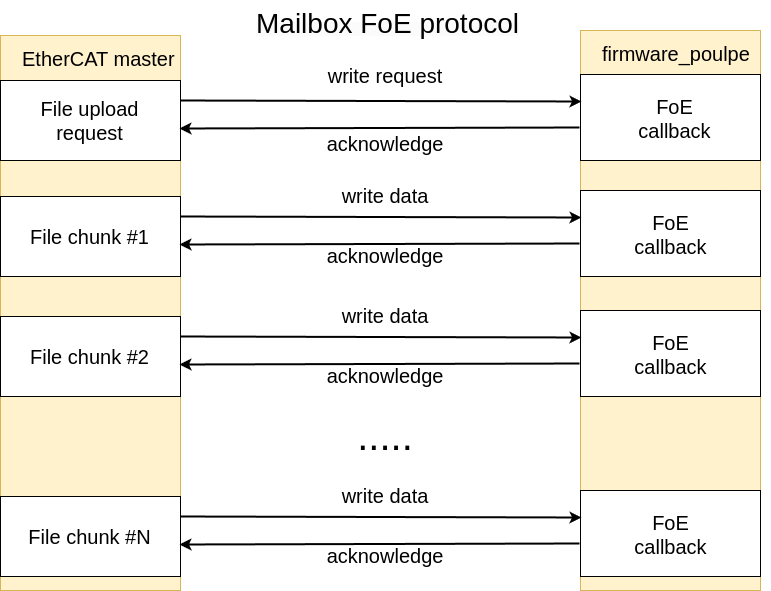 Mailbox FoE protocol
EtherCAT master
firmware_poulpe
write request
File upload
request
FoE
callback
acknowledge
write data
File chunk #1
FoE
callback
acknowledge
write data
File chunk #2
FoE
callback
acknowledge
.....
write data
File chunk #N
FoE
callback
acknowledge